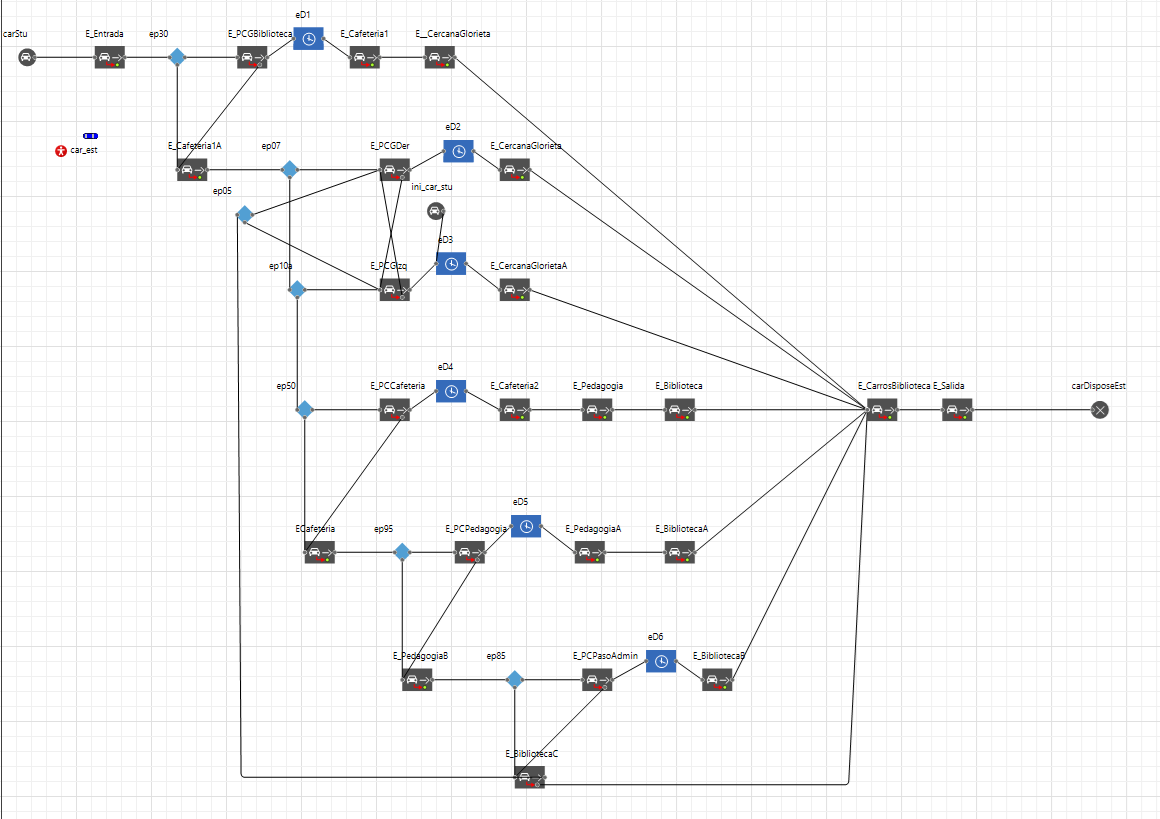 eD1
carStu
E_Entrada
ep30
E_PCGBiblioteca
E_Cafeteria1
E__CercanaGlorieta
eD2
car_est
E_Cafeteria1A
ep07
E_PCGDer
E_CercanaGlorieta
ep05
ini_car_stu
eD3
ep10a
E_PCGIzq
E_CercanaGlorietaA
eD4
ep50
E_PCCafeteria
E_Cafeteria2
E_Pedagogia
E_Biblioteca
E_CarrosBiblioteca
E_Salida
carDisposeEst
eD5
ECafeteria
ep95
E_PCPedagogia
E_PedagogiaA
E_BibliotecaA
eD6
E_PedagogiaB
ep85
E_PCPasoAdmin
E_BibliotecaB
E_BibliotecaC